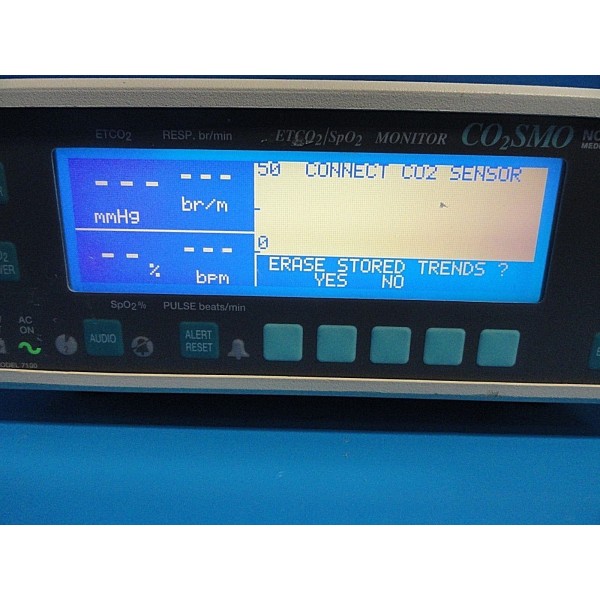 ETCO2 RESP. br/min ETCO2/SpO2 MONITOR CO2SMO
--- --- 50 CONNECT CO2 SENSOR
mmHg br/m
-- --- 0
% bpm ERASE STORED TRENDS ?
YES NO
SpO2% PULSE beats/min
AC
ON
AUDIO
ALERT
RESET